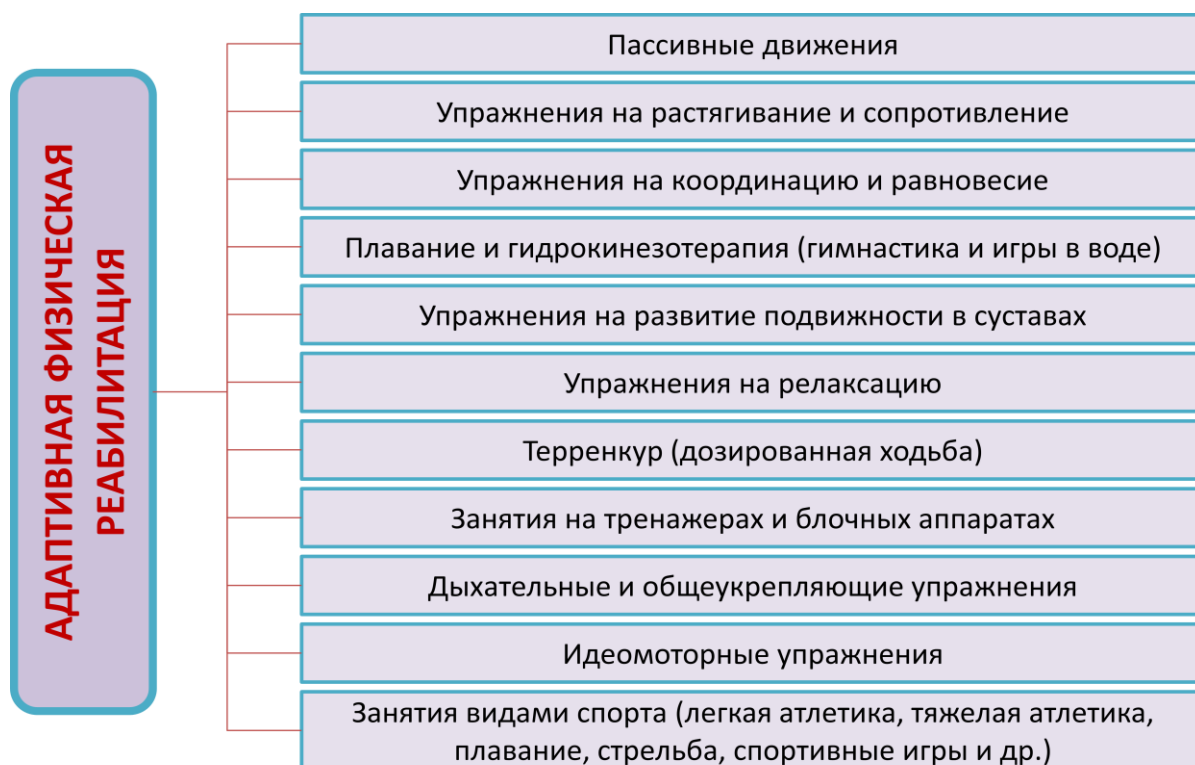 АДАПТИВНАЯ ФИЗИЧЕСКАЯ
РЕАБИЛИТАЦИЯ
Пассивные движения
Упражнения на растягивание и сопротивление
Упражнения на координацию и равновесие
Плавание и гидрокинезотерапия (гимнастика и игры в воде)
Упражнения на развитие подвижности в суставах
Упражнения на релаксацию
Терренкур (дозированная ходьба)
Занятия на тренажерах и блочных аппаратах
Дыхательные и общеукрепляющие упражнения
Идеомоторные упражнения
Занятия видами спорта (легкая атлетика, тяжелая атлетика,
плавание, стрельба, спортивные игры и др.)